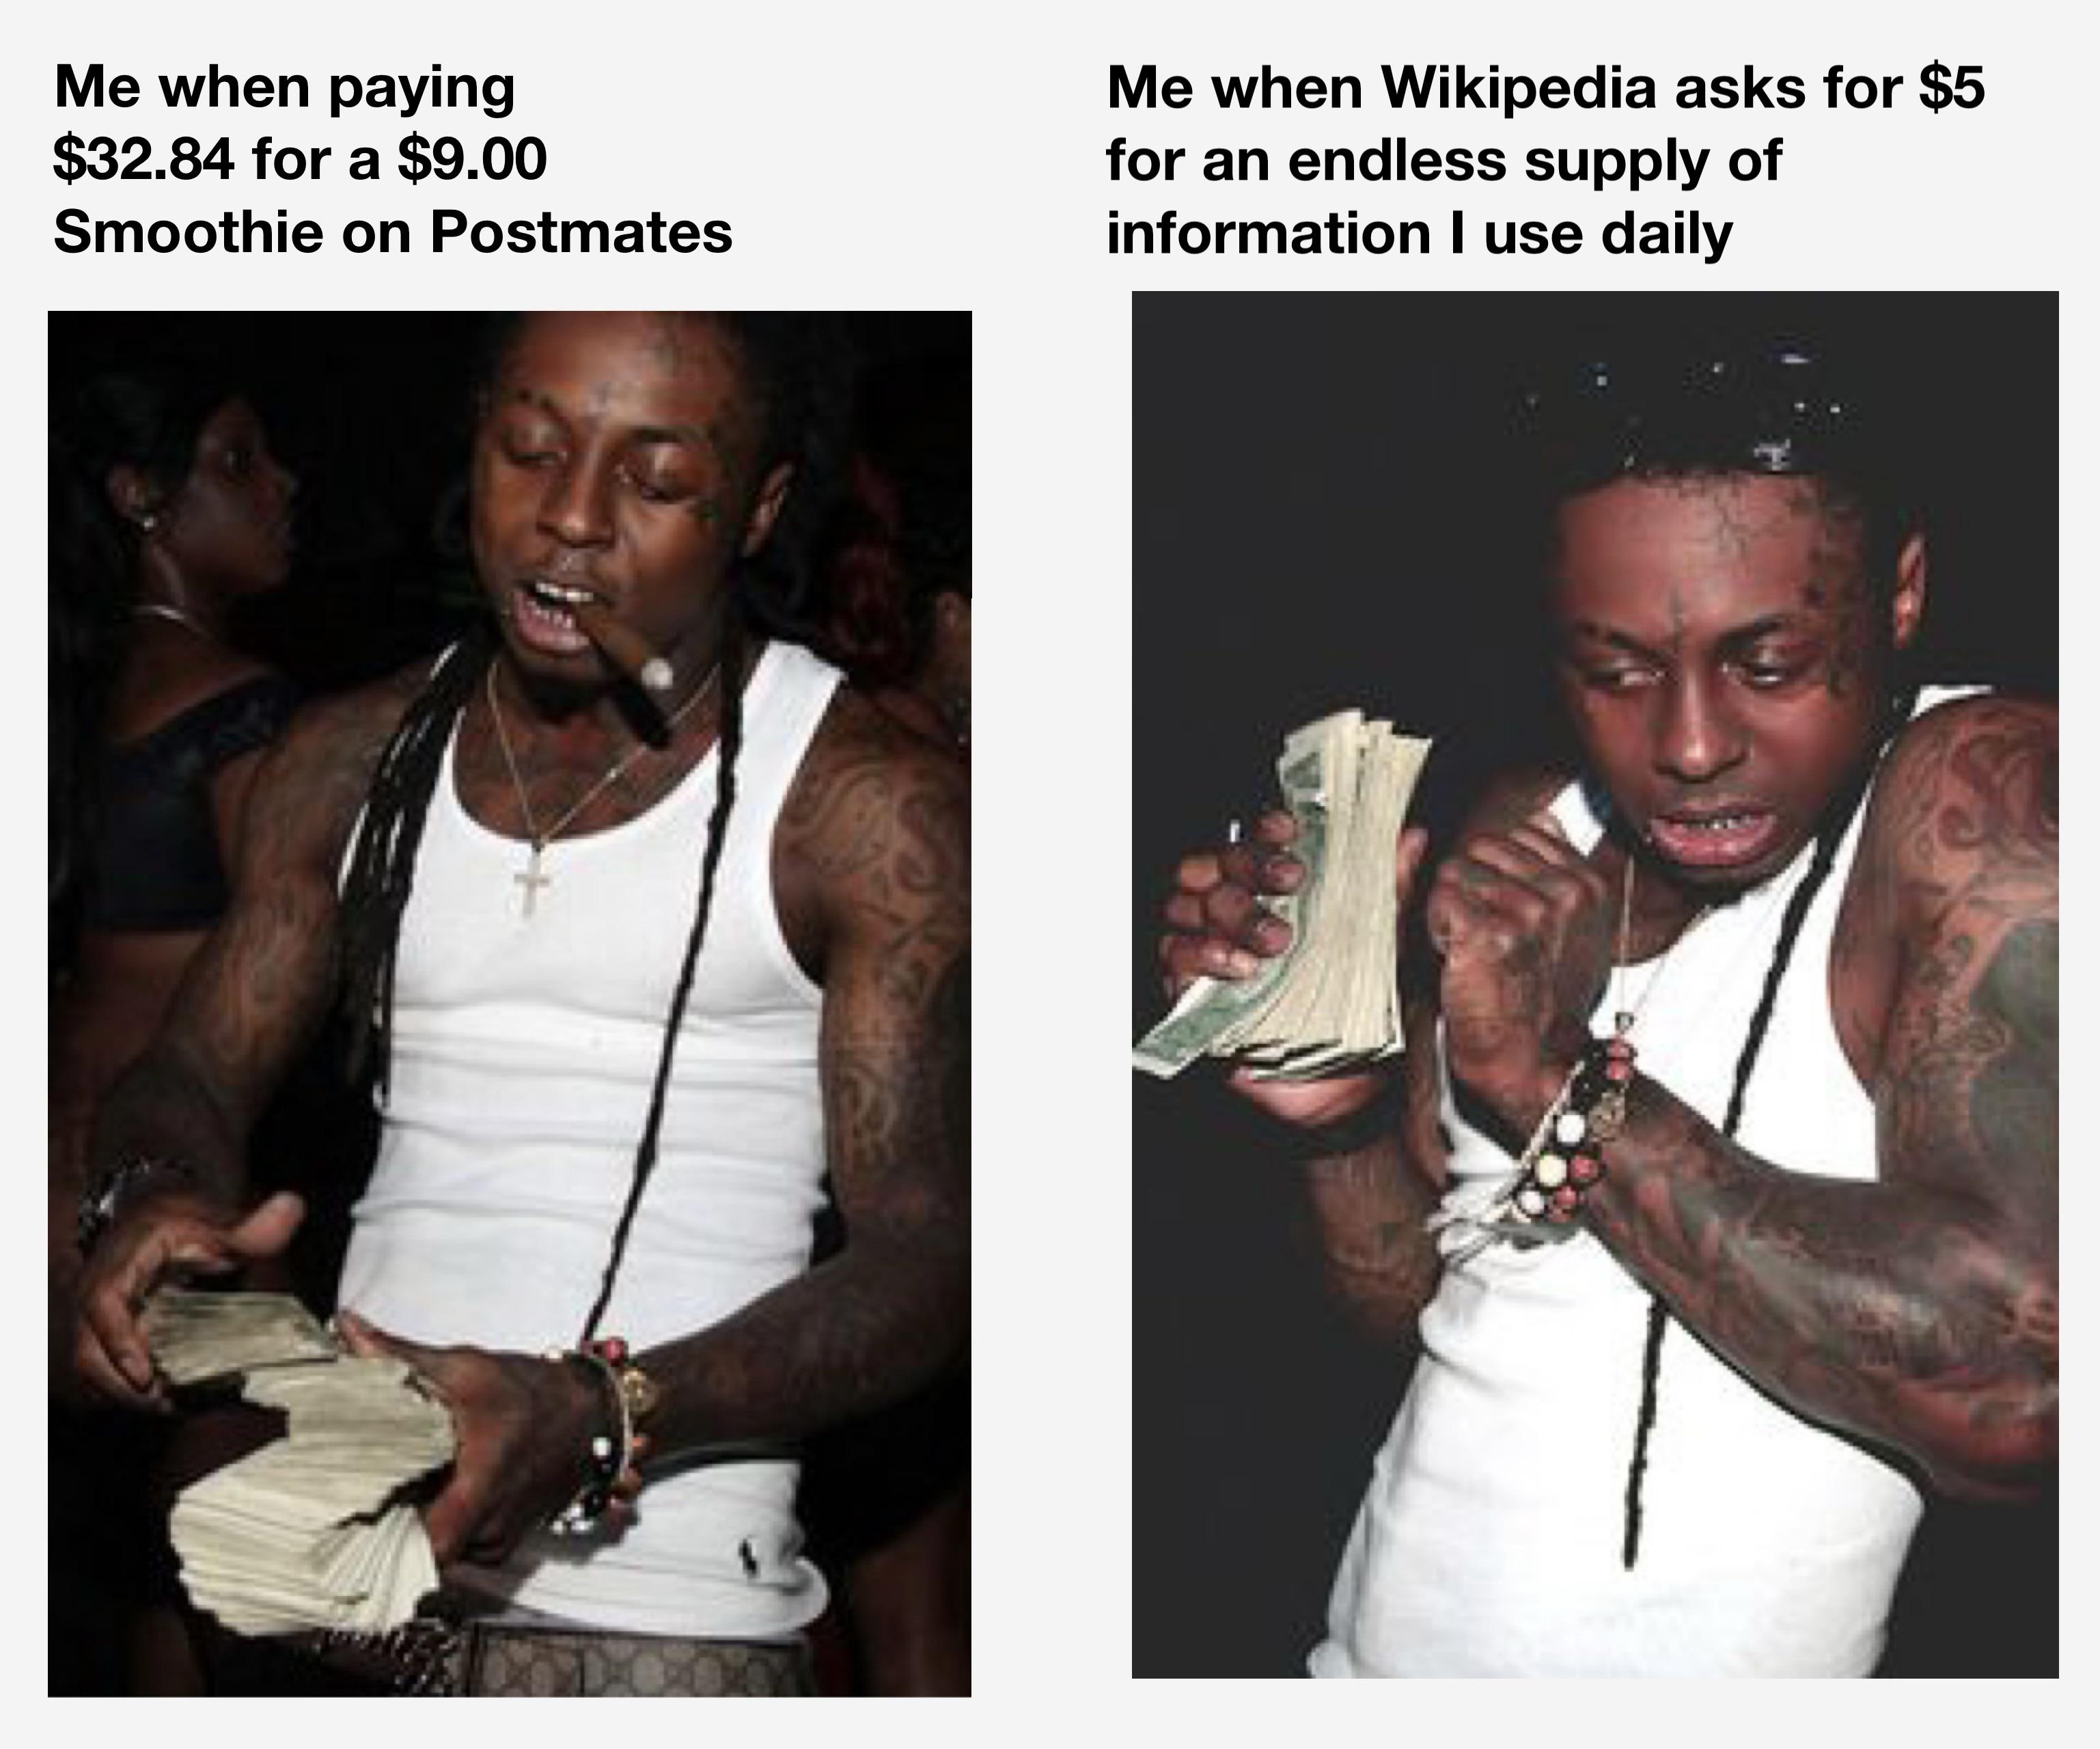 Me when paying
$32.84 for a $9.00
Smoothie on Postmates
Me when Wikipedia asks for $5
for an endless supply of
information I use daily